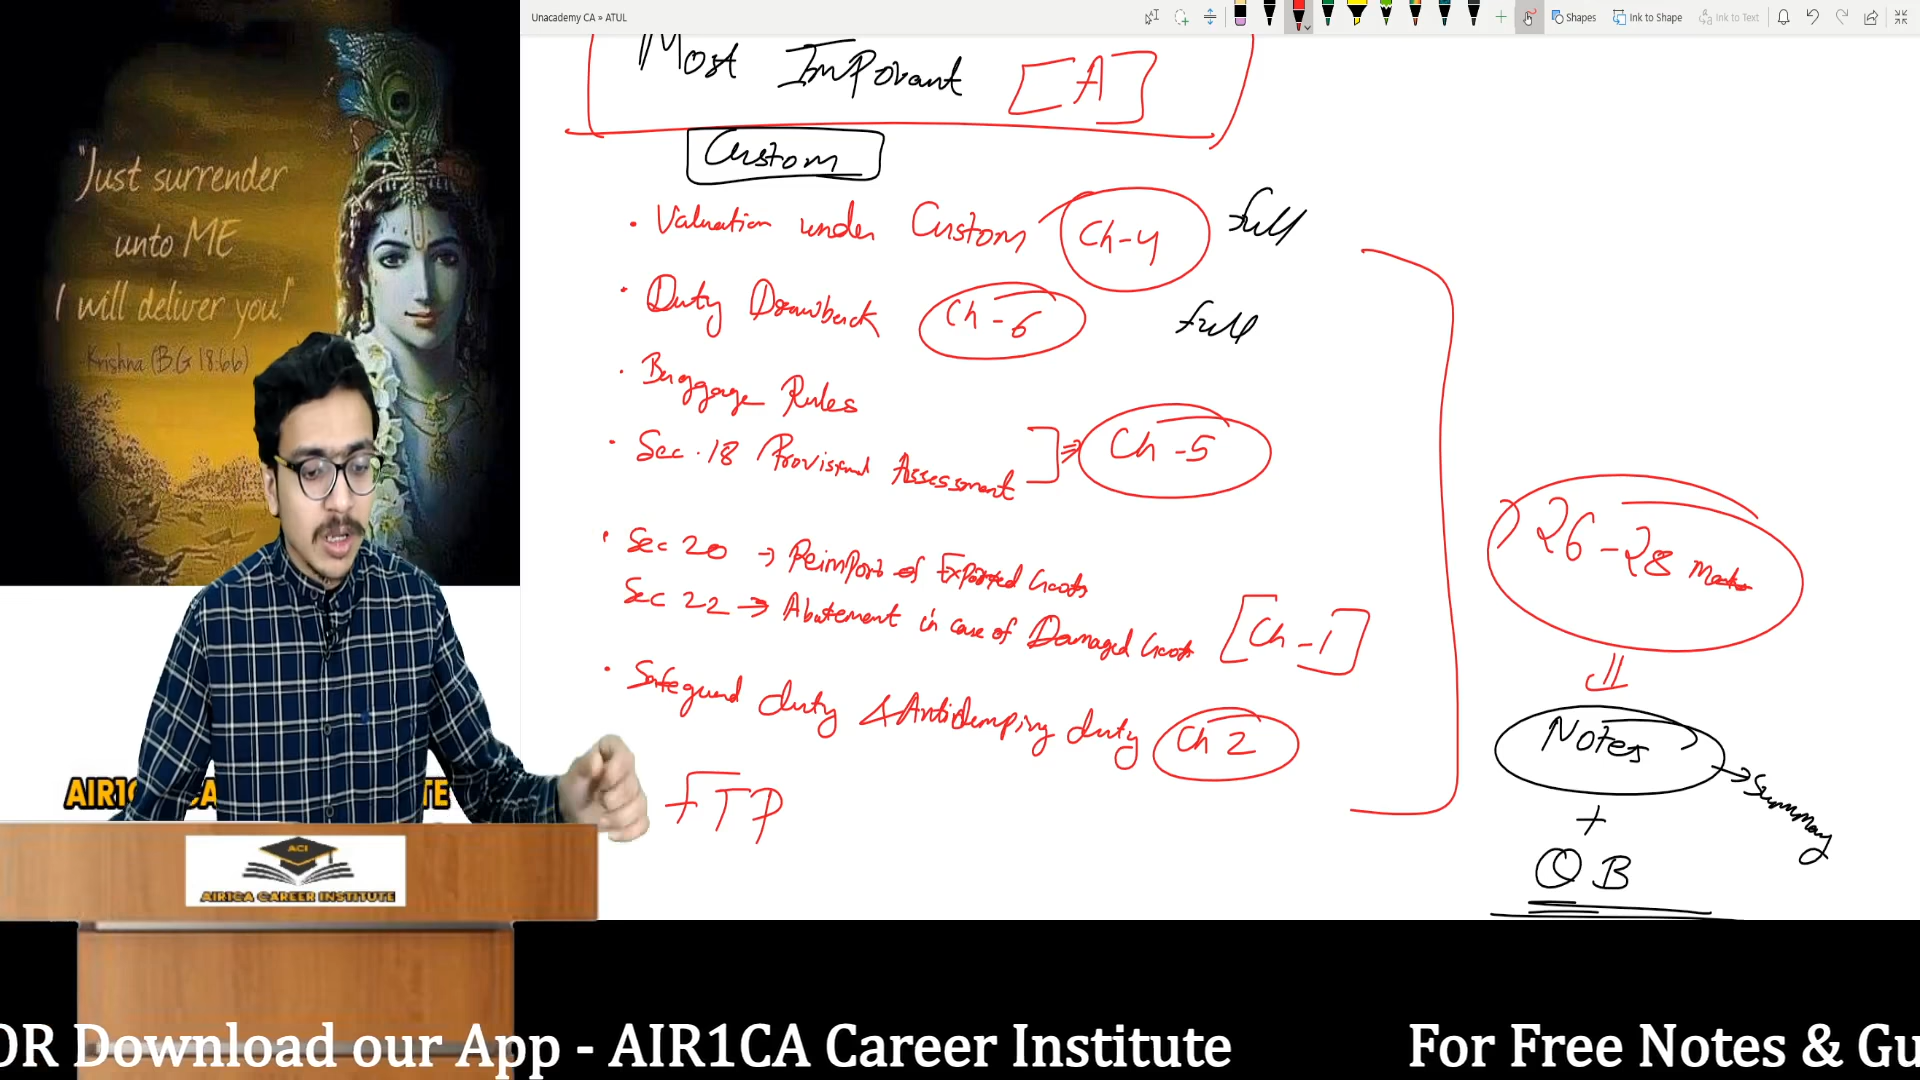 Unacademy CA » ATUL
Shapes
Ink to Shape
Ink to Text
Most Imporant [A]
Custom
"Just surrender
unto ME
I will deliver you!"
- Krishna (B.G 18:66)
• Valuation under Custom Ch-4 → full
• Duty Drawback Ch-6 full
• Baggage Rules
• Sec. 18 Provisional Assessment ⇒ Ch-5
• Sec 20 → Reimport of Exported Goods
Sec 22 → Abatement in case of Damaged Goods [Ch-1]
• Safeguard duty & Antidumping duty Ch 2
FTP
26-28 Marks
Notes → Summary
+
QB
ACI
AIR1CA CAREER INSTITUTE
OR Download our App - AIR1CA Career Institute
For Free Notes & Gu